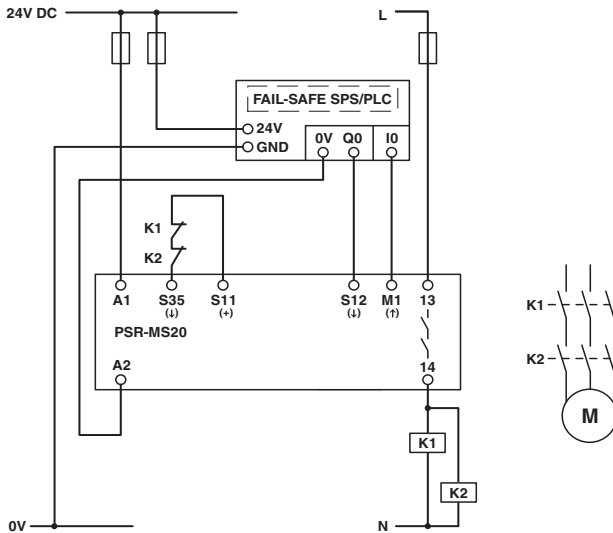 24V DC
L
FAIL-SAFE SPS/PLC
24V
GND
0V Q0 I0
K1
K2
A1 S35 S11 S12 M1 13
(↓) (+) (↓) (↑)
PSR-MS20
A2 14
K1
K2
0V N
K1
K2
M